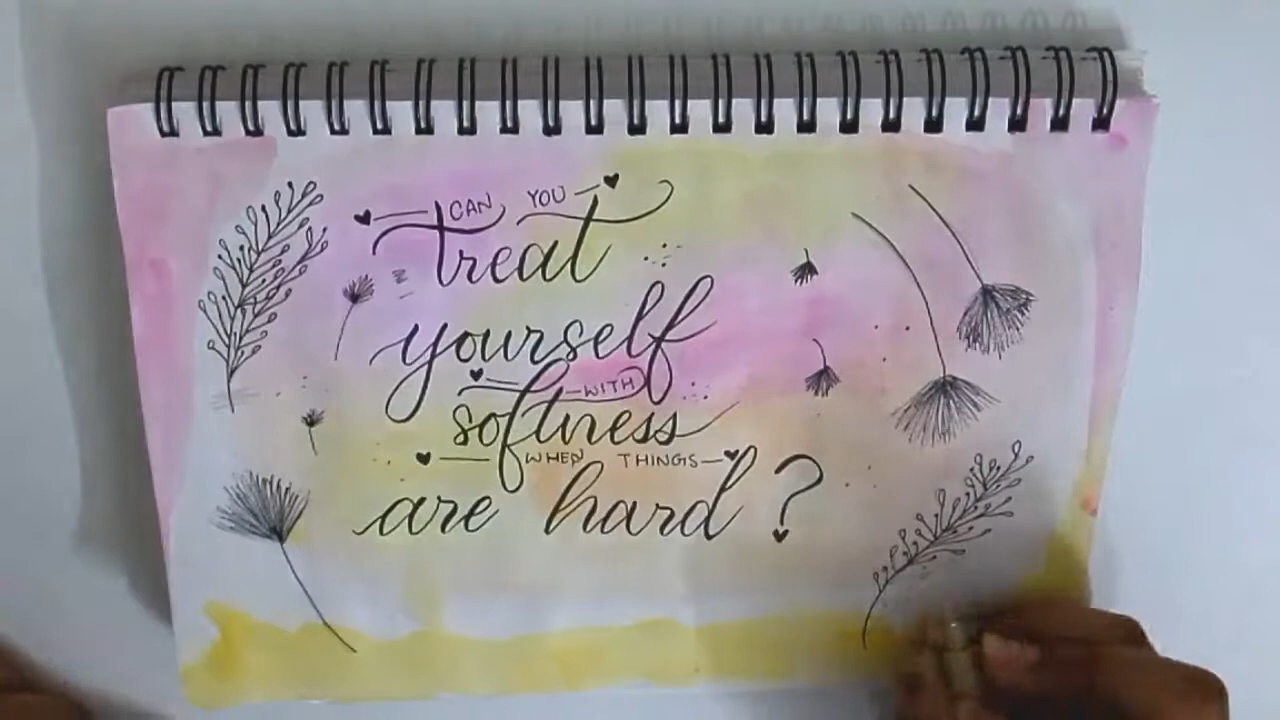 CAN YOU
treat
yourself
WITH
softness
WHEN THINGS
are hard?